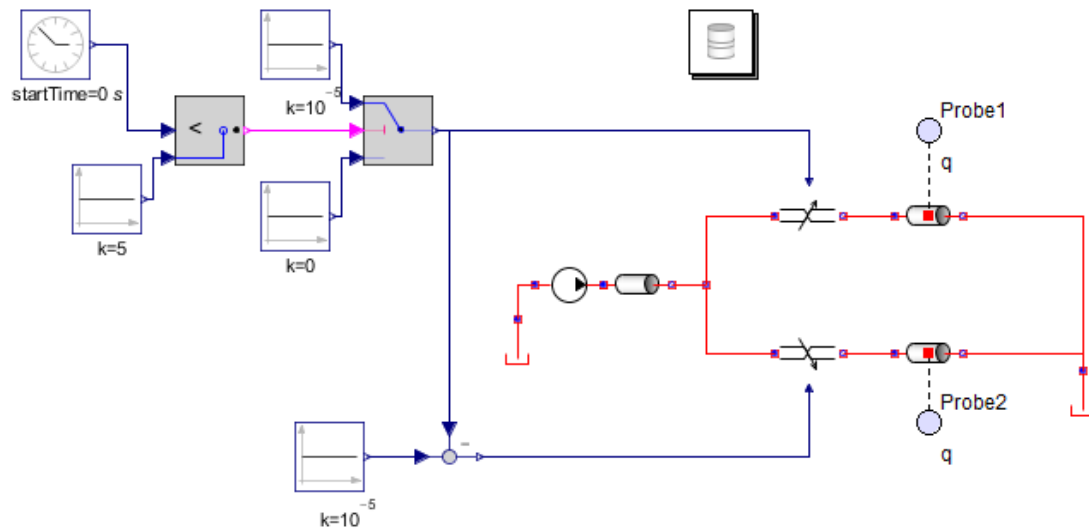 startTime=0 s
<
k=5
k=10⁻⁵
k=0
Probe1
q
Probe2
q
-
k=10⁻⁵